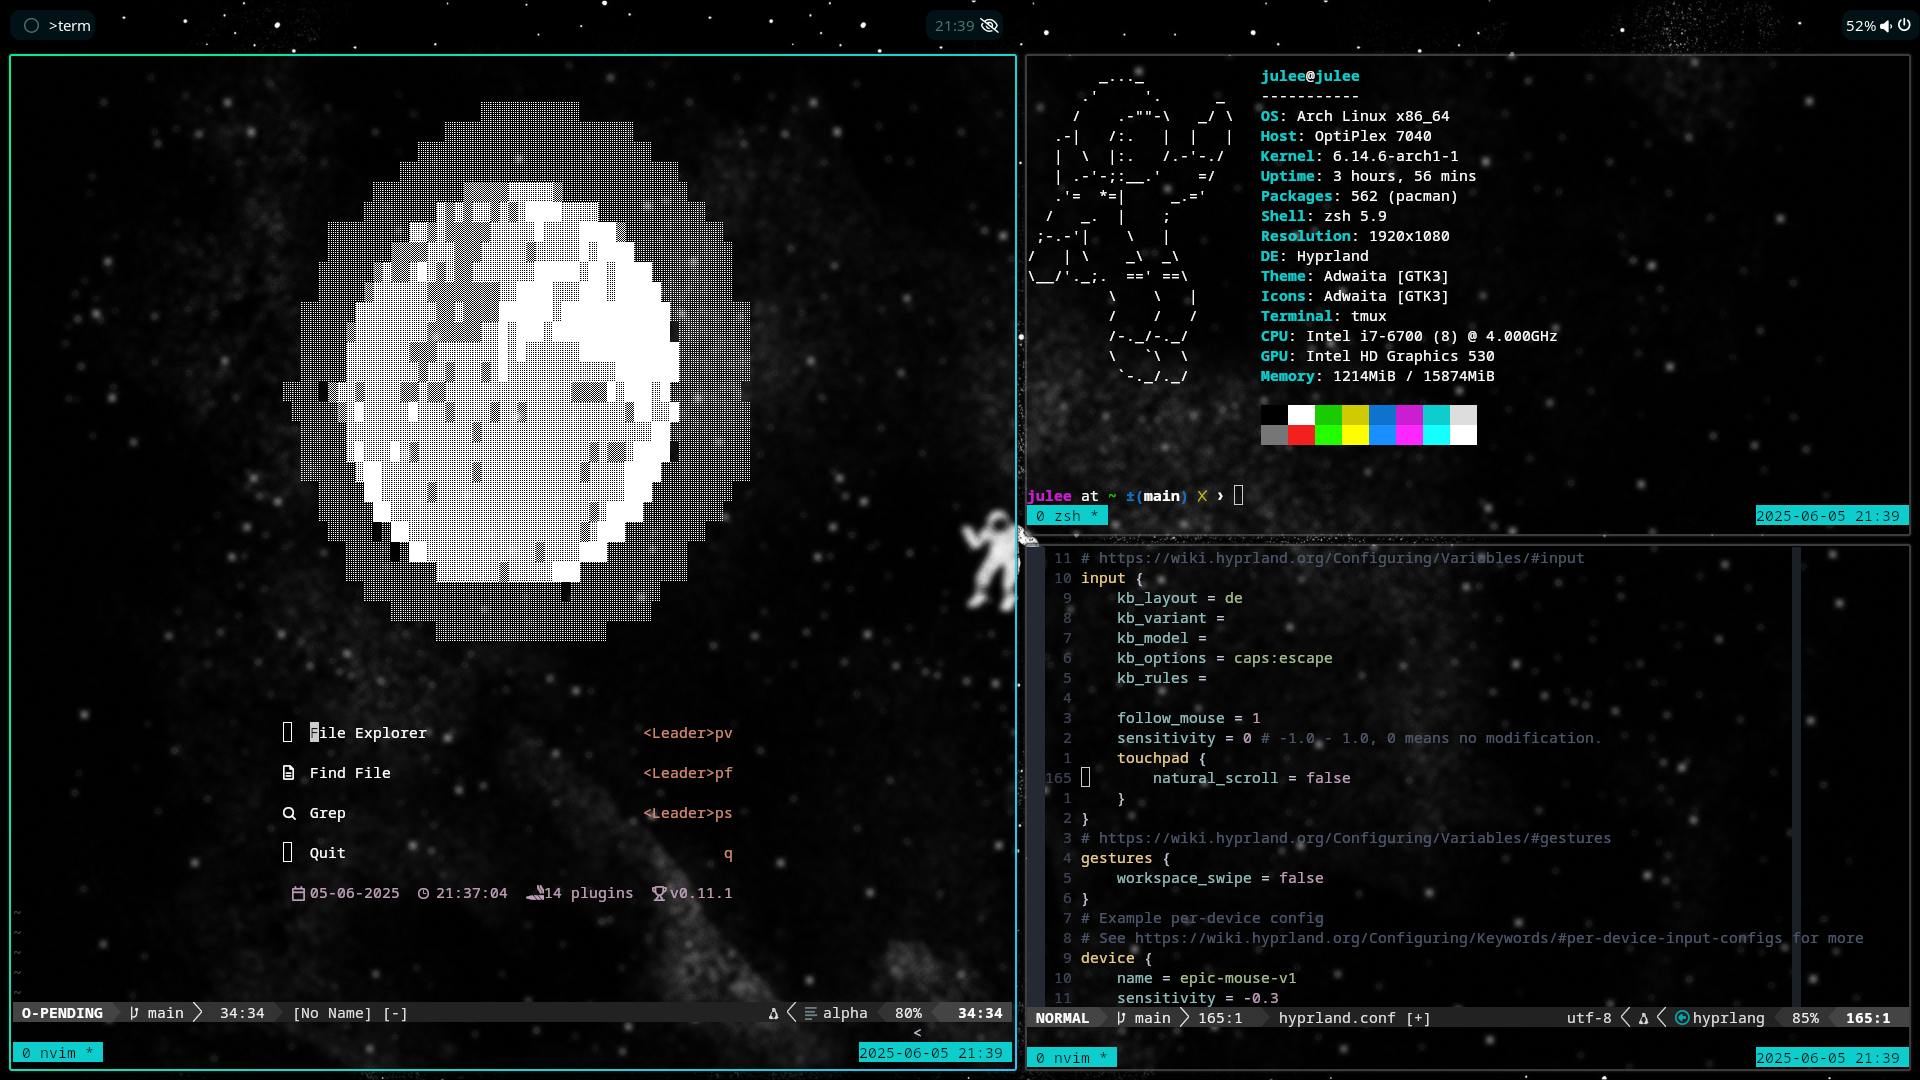 >term
21:39
52%
File Explorer <Leader>pv
Find File <Leader>pf
Grep <Leader>ps
Quit q
05-06-2025 21:37:04 14 plugins v0.11.1
~
~
~
~
~
O-PENDING main 34:34 [No Name] [-] alpha 80% 34:34
<
0 nvim * 2025-06-05 21:39
julee@julee
-----------
OS: Arch Linux x86_64
Host: OptiPlex 7040
Kernel: 6.14.6-arch1-1
Uptime: 3 hours, 56 mins
Packages: 562 (pacman)
Shell: zsh 5.9
Resolution: 1920x1080
DE: Hyprland
Theme: Adwaita [GTK3]
Icons: Adwaita [GTK3]
Terminal: tmux
CPU: Intel i7-6700 (8) @ 4.000GHz
GPU: Intel HD Graphics 530
Memory: 1214MiB / 15874MiB
julee at ~ ±(main) ✗ ›
0 zsh * 2025-06-05 21:39
11 # https://wiki.hyprland.org/Configuring/Variables/#input
10 input {
9 kb_layout = de
8 kb_variant =
7 kb_model =
6 kb_options = caps:escape
5 kb_rules =
4
3 follow_mouse = 1
2 sensitivity = 0 # -1.0 - 1.0, 0 means no modification.
1 touchpad {
165 natural_scroll = false
1 }
2 }
3 # https://wiki.hyprland.org/Configuring/Variables/#gestures
4 gestures {
5 workspace_swipe = false
6 }
7 # Example per-device config
8 # See https://wiki.hyprland.org/Configuring/Keywords/#per-device-input-configs for more
9 device {
10 name = epic-mouse-v1
11 sensitivity = -0.3
NORMAL main 165:1 hyprland.conf [+] utf-8 hyprlang 85% 165:1
0 nvim * 2025-06-05 21:39